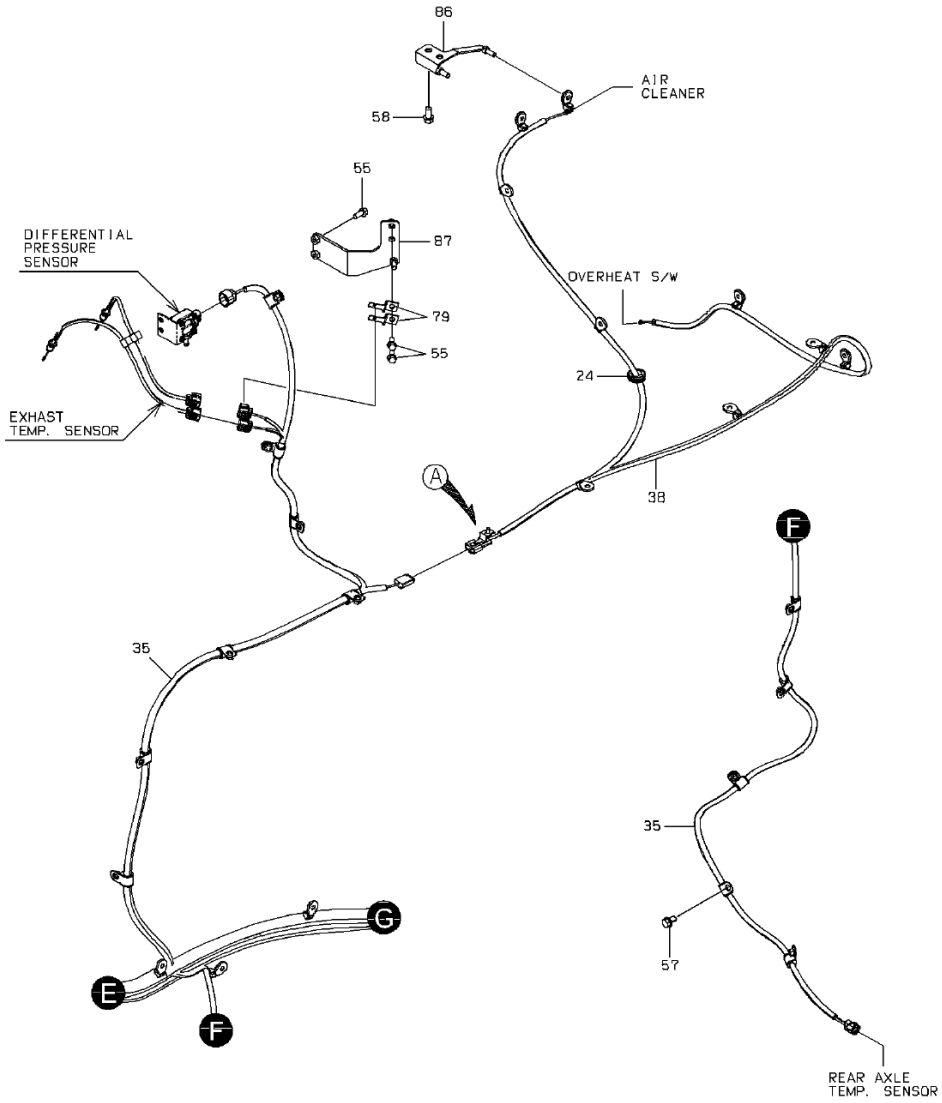 86
AIR
CLEANER
58
55
DIFFERENTIAL
PRESSURE
SENSOR
87
OVERHEAT S/W
79
55
24
EXHAST
TEMP. SENSOR
A
38
F
35
35
G
57
E
F
REAR AXLE
TEMP. SENSOR